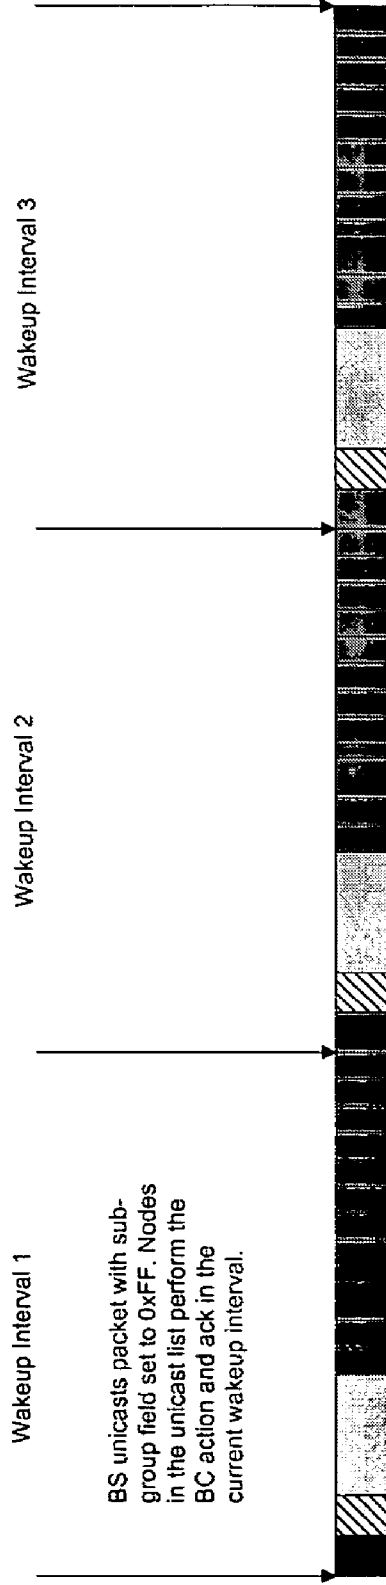 Wakeup Interval 1
Wakeup Interval 2
Wakeup Interval 3
BS unicasts packet with sub-
group field set to 0xFF. Nodes
in the unicast list perform the
BC action and ack in the
current wakeup interval.